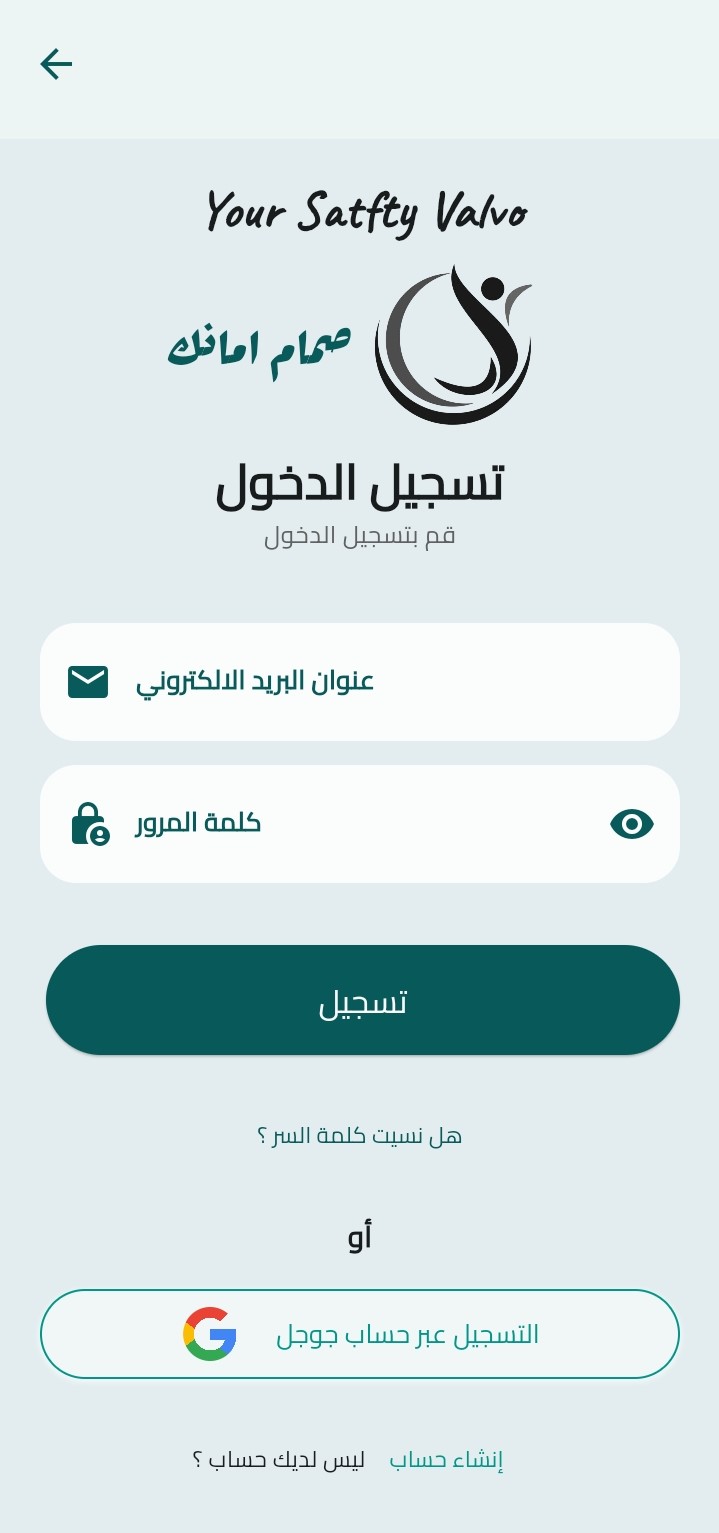 Your Satfty Valvo
صمام امانك
تسجيل الدخول
قم بتسجيل الدخول
عنوان البريد الالكتروني
كلمة المرور
تسجيل
هل نسيت كلمة السر ؟
أو
التسجيل عبر حساب جوجل
إنشاء حساب ليس لديك حساب ؟